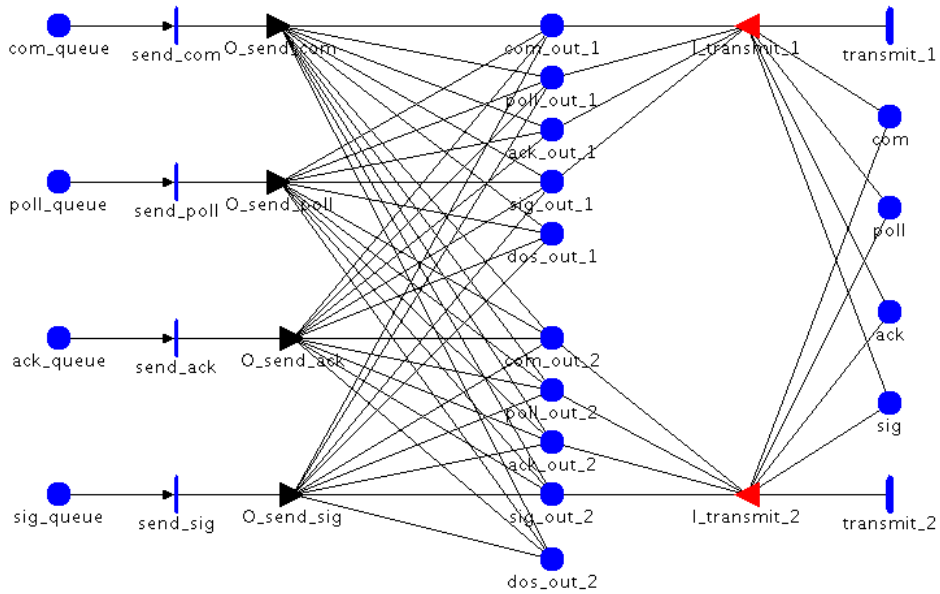 com_queue
send_com
O_send_com
com_out_1
I_transmit_1
transmit_1
poll_out_1
com
ack_out_1
poll_queue
send_poll
O_send_poll
sig_out_1
poll
dos_out_1
ack
ack_queue
send_ack
O_send_ack
com_out_2
poll_out_2
sig
ack_out_2
sig_queue
send_sig
O_send_sig
sig_out_2
I_transmit_2
transmit_2
dos_out_2